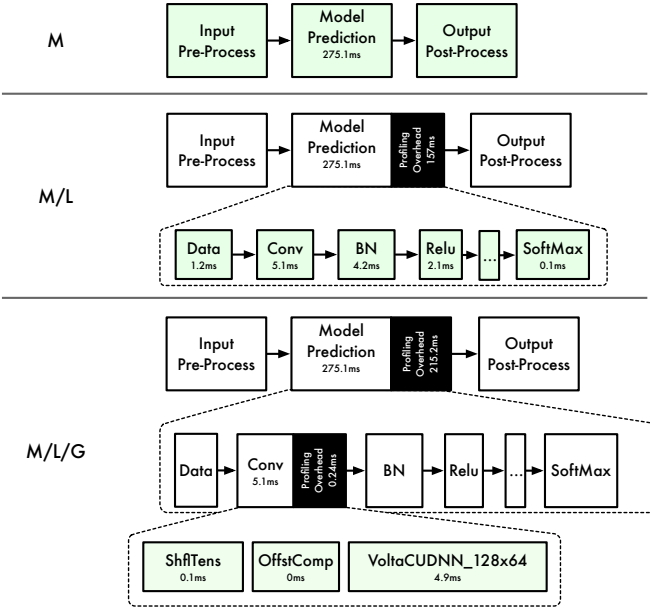 M
Input
Pre-Process
Model
Prediction
275.1ms
Output
Post-Process
M/L
Input
Pre-Process
Model
Prediction
275.1ms
Profiling
Overhead
157ms
Output
Post-Process
Data
1.2ms
Conv
5.1ms
BN
4.2ms
Relu
2.1ms
...
SoftMax
0.1ms
M/L/G
Input
Pre-Process
Model
Prediction
275.1ms
Profiling
Overhead
215.2ms
Output
Post-Process
Data
Conv
5.1ms
Profiling
Overhead
0.24ms
BN
Relu
...
SoftMax
ShflTens
0.1ms
OffstComp
0ms
VoltaCUDNN_128x64
4.9ms